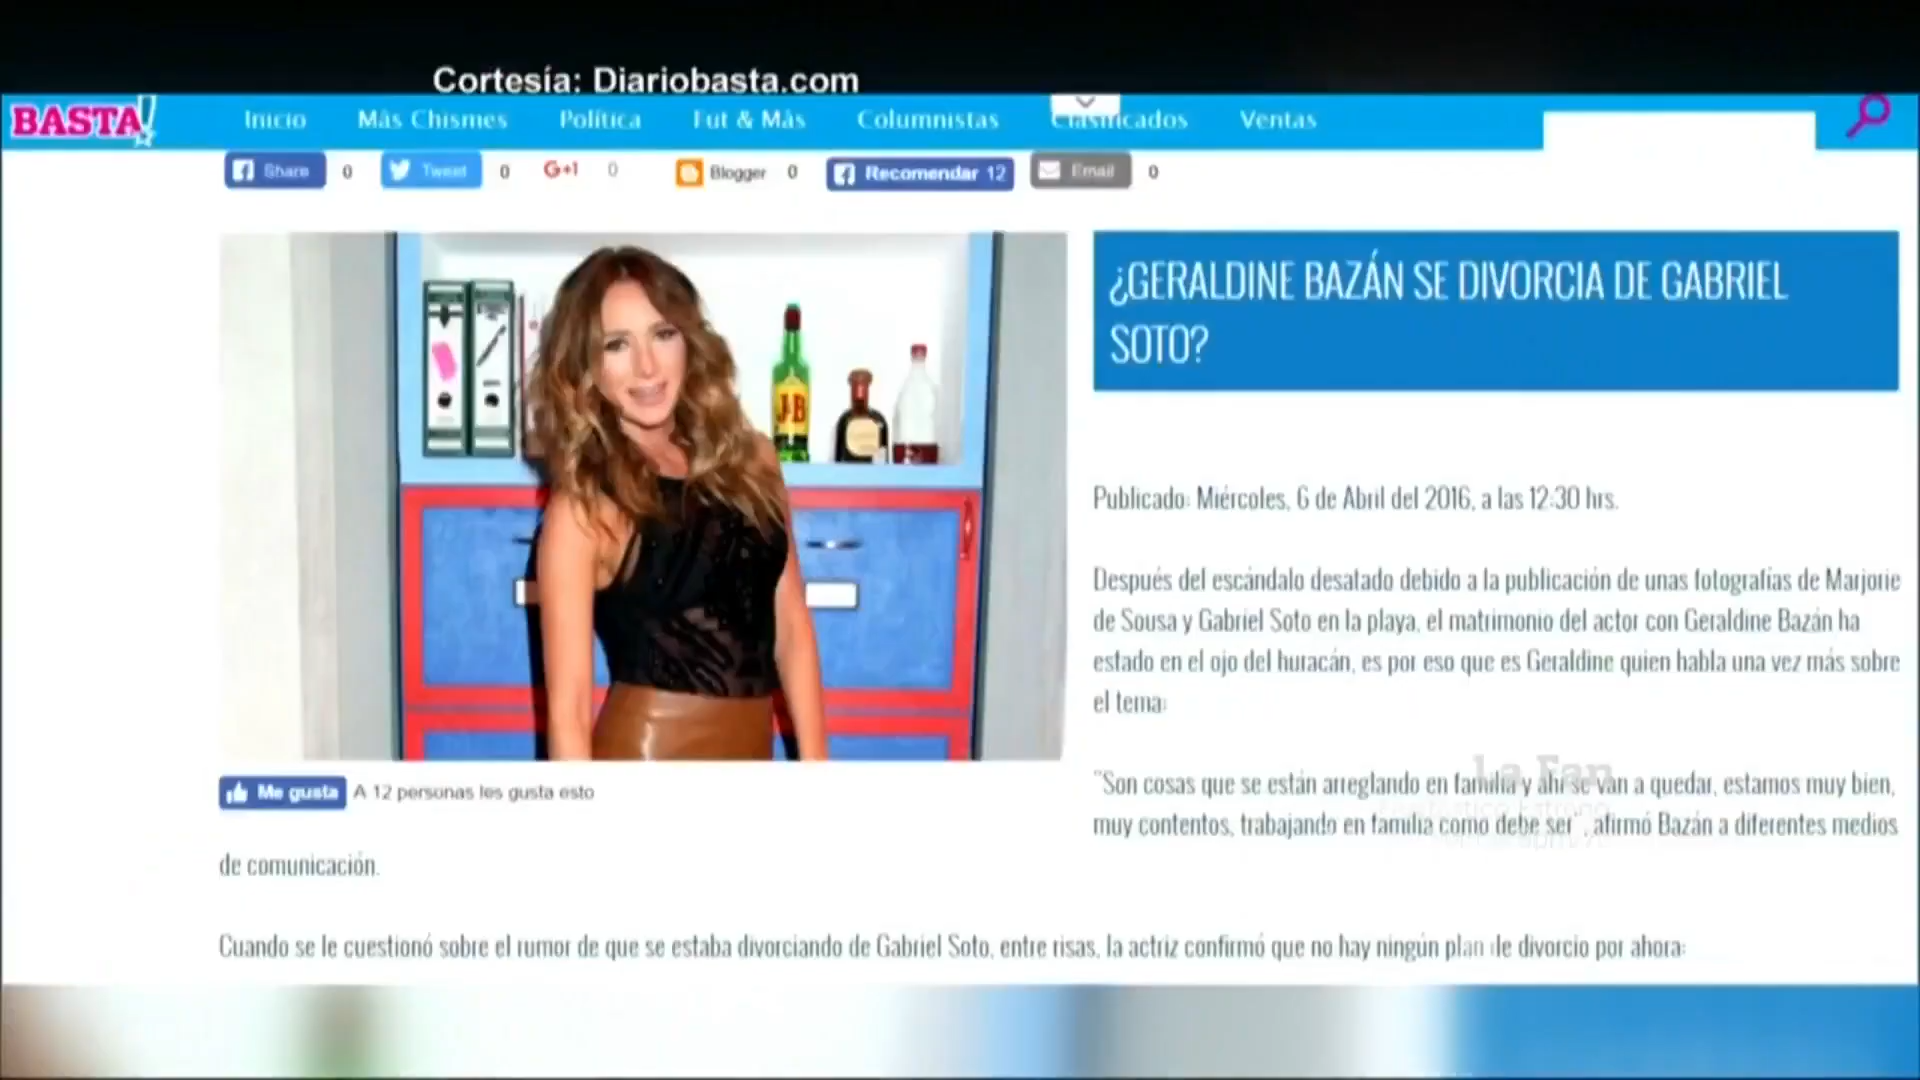 Cortesía: Diariobasta.com
BASTA!
Inicio Más Chismes Política Fut & Más Columnistas Clasificados Ventas
Share 0 Tweet 0 G+1 0 Blogger 0 Recomendar 12 Email 0
¿GERALDINE BAZÁN SE DIVORCIA DE GABRIEL
SOTO?
J&B
Publicado: Miércoles, 6 de Abril del 2016, a las 12:30 hrs.
Después del escándalo desatado debido a la publicación de unas fotografías de Marjorie
de Sousa y Gabriel Soto en la playa, el matrimonio del actor con Geraldine Bazán ha
estado en el ojo del huracán, es por eso que es Geraldine quien habla una vez más sobre
el tema:
La Fan
"Son cosas que se están arreglando en familia y ahí se van a quedar, estamos muy bien,
muy contentos, trabajando en familia como debe ser", afirmó Bazán a diferentes medios
de comunicación.
Me gusta A 12 personas les gusta esto
Cuando se le cuestionó sobre el rumor de que se estaba divorciando de Gabriel Soto, entre risas, la actriz confirmó que no hay ningún plan de divorcio por ahora: